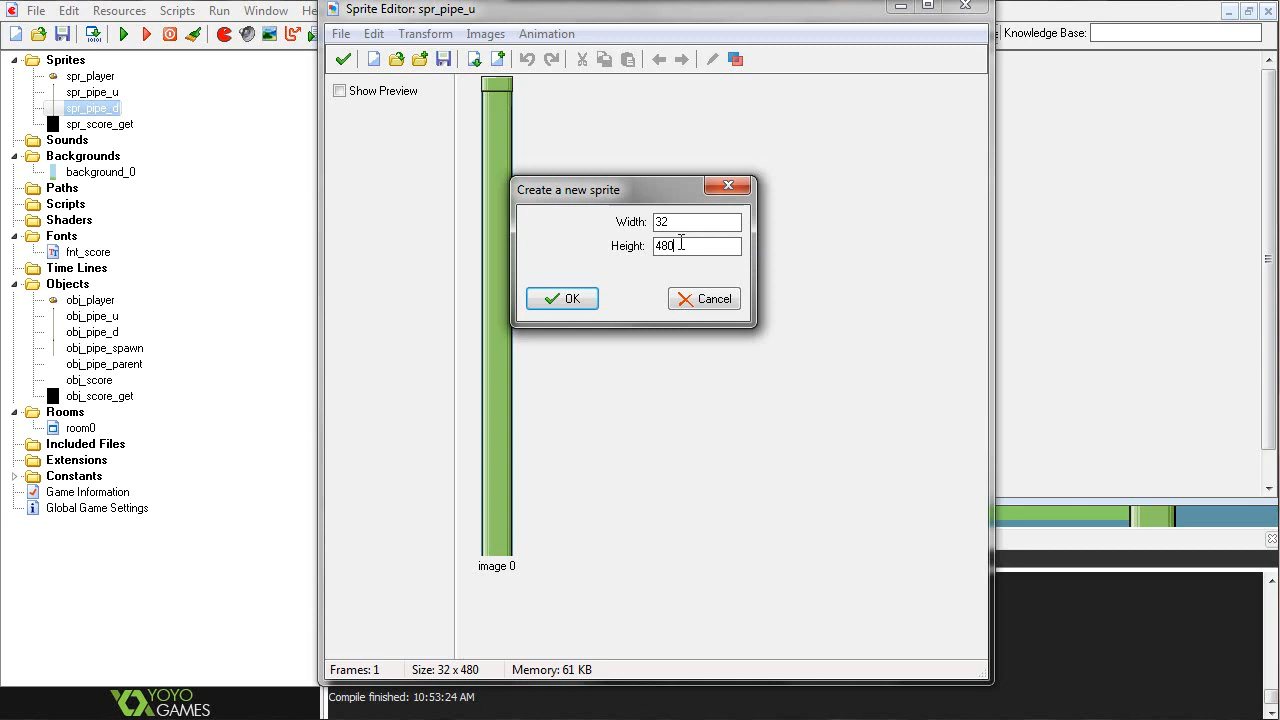 File Edit Resources Scripts Run Window
Sprite Editor: spr_pipe_u
Knowledge Base:
File Edit Transform Images Animation
Show Preview
Sprites
spr_player
spr_pipe_u
spr_pipe_d
spr_score_get
Sounds
Backgrounds
background_0
Paths
Scripts
Shaders
Fonts
fnt_score
Time Lines
Objects
obj_player
obj_pipe_u
obj_pipe_d
obj_pipe_spawn
obj_pipe_parent
obj_score
obj_score_get
Rooms
room0
Included Files
Extensions
Constants
Game Information
Global Game Settings
Create a new sprite
Width: 32
Height: 480
OK Cancel
image 0
Frames: 1 Size: 32 x 480 Memory: 61 KB
Compile finished: 10:53:24 AM
YOYO
GAMES